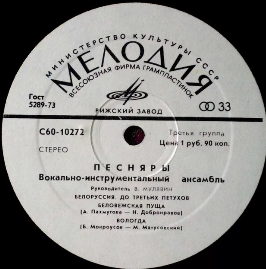 МИНИСТЕРСТВО КУЛЬТУРЫ СССР
МЕЛОДИЯ
ВСЕСОЮЗНАЯ ФИРМА ГРАМПЛАСТИНОК
Гост
5289-73
РИЖСКИЙ ЗАВОД
33
С60-10272
Третья группа
СТЕРЕО
Цена 1 руб. 90 коп.
ПЕСНЯРЫ
Вокально-инструментальный ансамбль
Руководитель В. МУЛЯВИН
БЕЛОРУССИЯ. ДО ТРЕТЬИХ ПЕТУХОВ
БЕЛОВЕЖСКАЯ ПУЩА
(А. Пахмутова — Н. Добронравов)
ВОЛОГДА
(Б. Мокроусов — М. Матусовский)